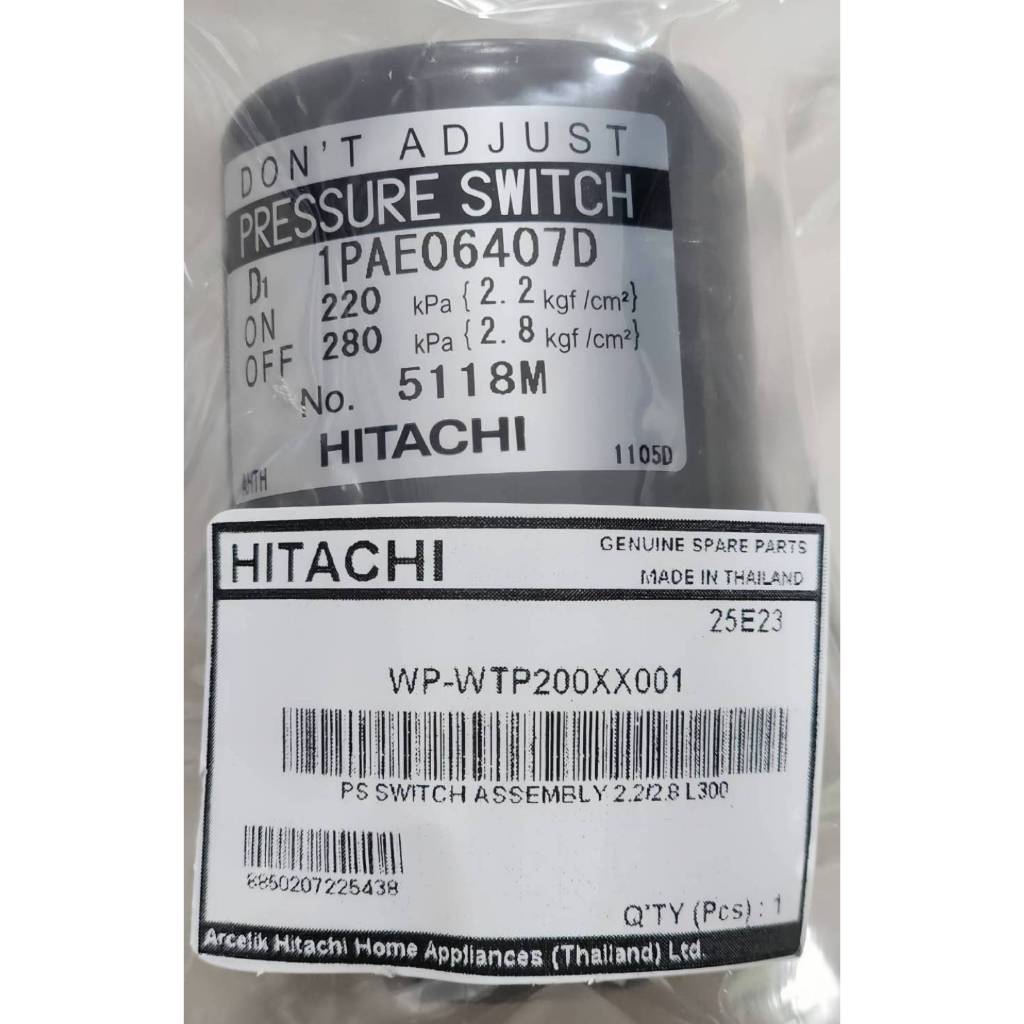 DON'T ADJUST
PRESSURE SWITCH
D1 1PAE06407D
ON 220 kPa { 2. 2 kgf/cm²}
OFF 280 kPa { 2. 8 kgf/cm²}
No. 5118M
HITACHI
1105D
AHTH
HITACHI
GENUINE SPARE PARTS
MADE IN THAILAND
25E23
WP-WTP200XX001
PS SWITCH ASSEMBLY 2.2/2.8 L300
8850207225438
Q'TY (Pcs) : 1
Arcelik Hitachi Home Appliances (Thailand) Ltd.